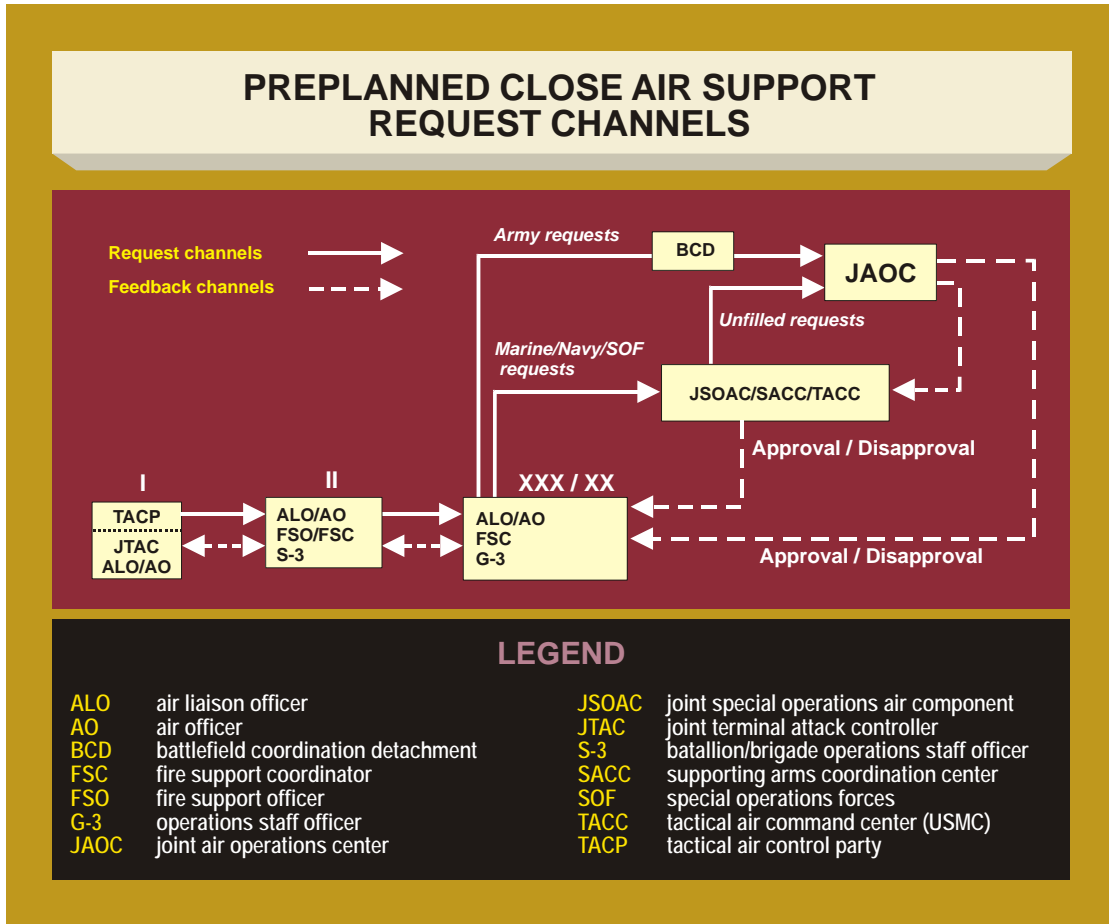 PREPLANNED CLOSE AIR SUPPORT
REQUEST CHANNELS
Request channels
Feedback channels
Army requests
BCD
JAOC
Unfilled requests
Marine/Navy/SOF
requests
JSOAC/SACC/TACC
Approval / Disapproval
I
II
XXX / XX
TACP
JTAC
ALO/AO
ALO/AO
FSO/FSC
S-3
ALO/AO
FSC
G-3
Approval / Disapproval
LEGEND
ALO air liaison officer
AO air officer
BCD battlefield coordination detachment
FSC fire support coordinator
FSO fire support officer
G-3 operations staff officer
JAOC joint air operations center
JSOAC joint special operations air component
JTAC joint terminal attack controller
S-3 batallion/brigade operations staff officer
SACC supporting arms coordination center
SOF special operations forces
TACC tactical air command center (USMC)
TACP tactical air control party